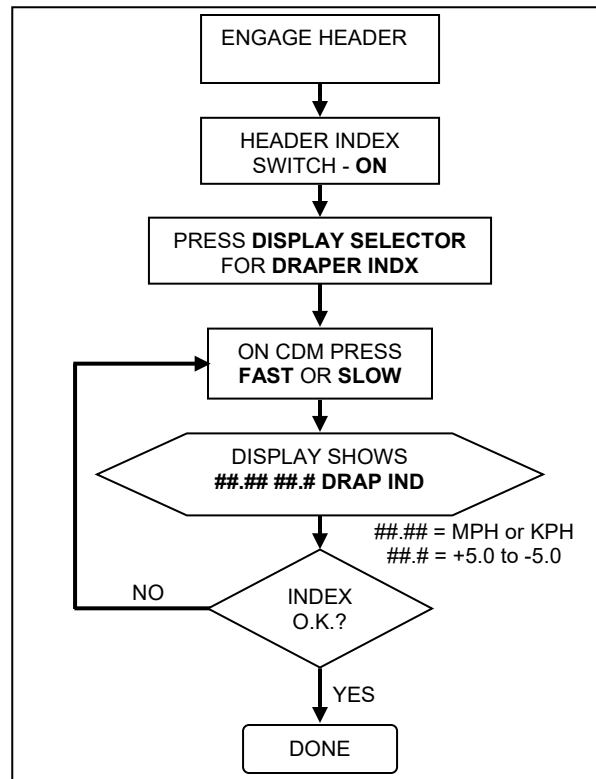 ENGAGE HEADER
HEADER INDEX
SWITCH - ON
PRESS DISPLAY SELECTOR
FOR DRAPER INDX
ON CDM PRESS
FAST OR SLOW
DISPLAY SHOWS
##.## ##.# DRAP IND
##.## = MPH or KPH
##.# = +5.0 to -5.0
NO
INDEX
O.K.?
YES
DONE